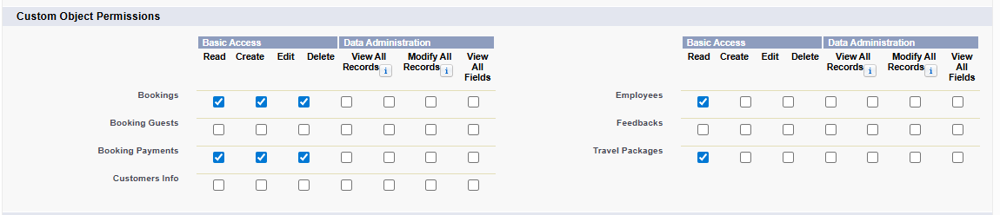 Custom Object Permissions
Basic Access Data Administration Basic Access Data Administration
Read Create Edit Delete View All Records i Modify All Records i View All Fields Read Create Edit Delete View All Records i Modify All Records i View All Fields
Bookings Employees
Booking Guests Feedbacks
Booking Payments Travel Packages
Customers Info